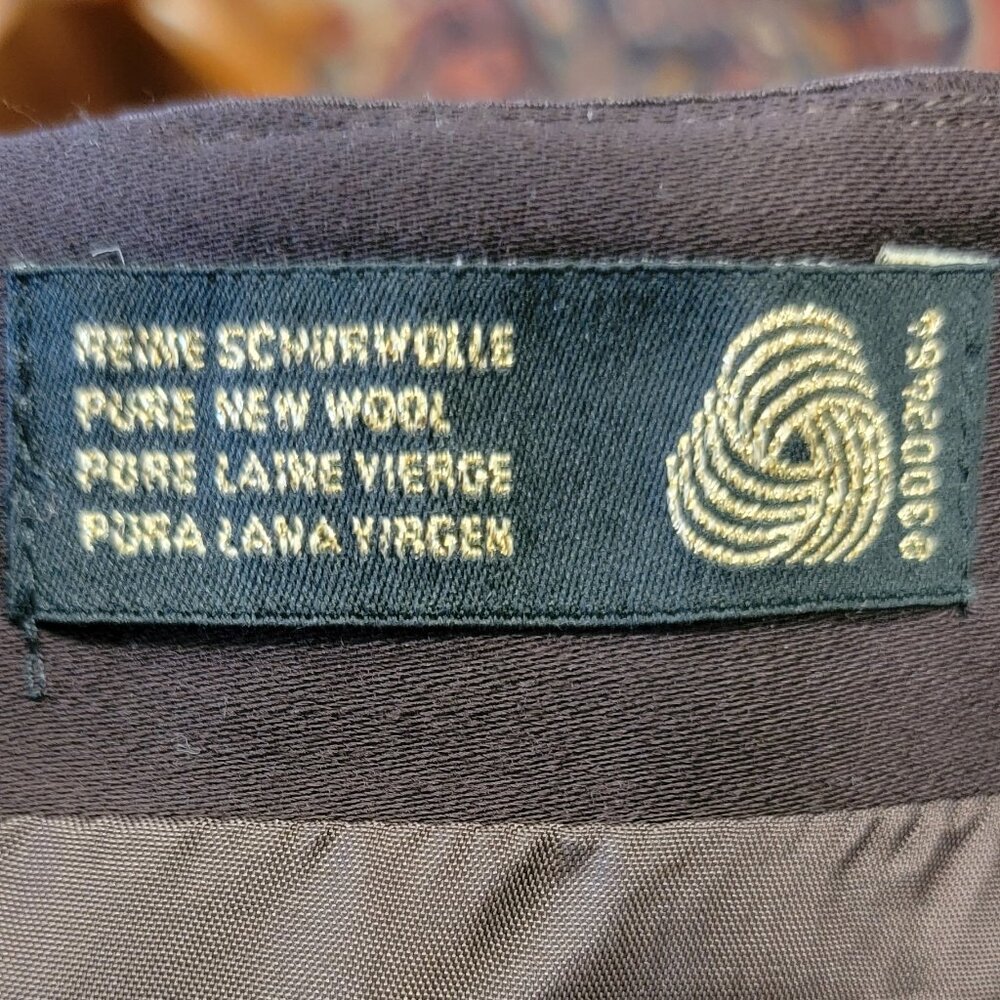 REINE SCHURWOLLE
PURE NEW WOOL
PURE LAINE VIERGE
PURA LANA VIRGEN